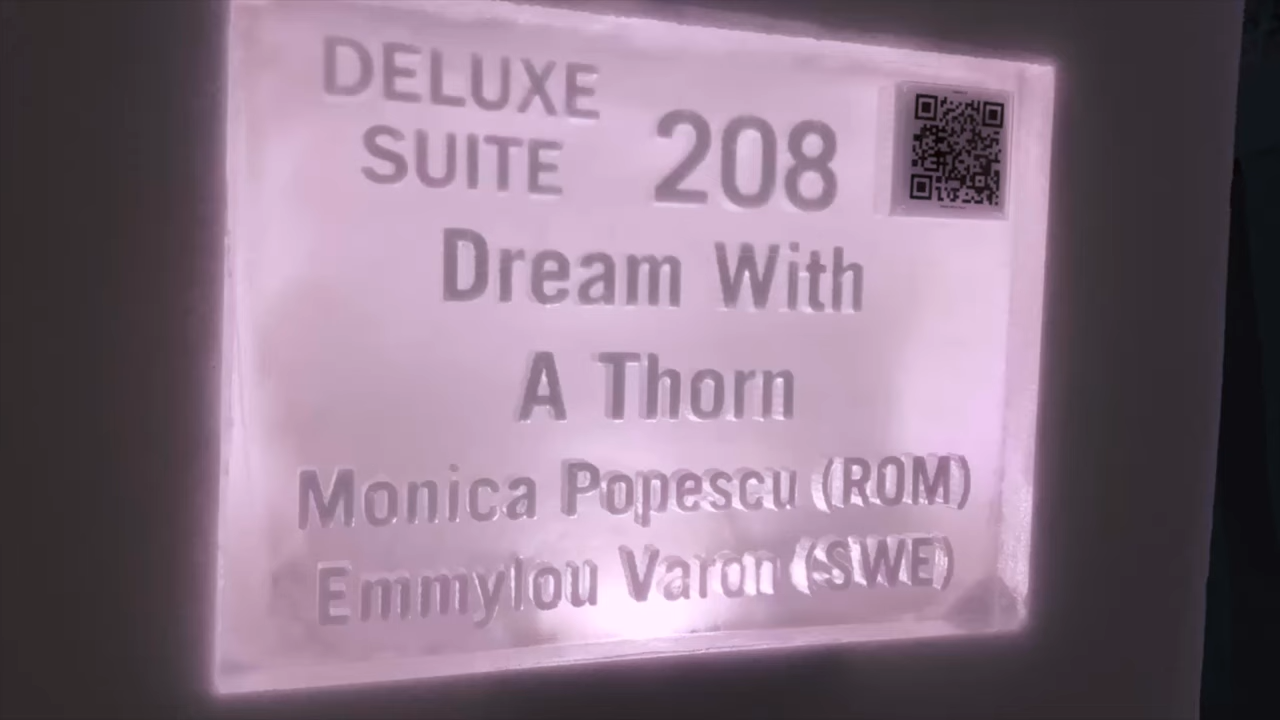 DELUXE
SUITE 208
Dream With
A Thorn
Monica Popescu (ROM)
Emmylou Varon (SWE)